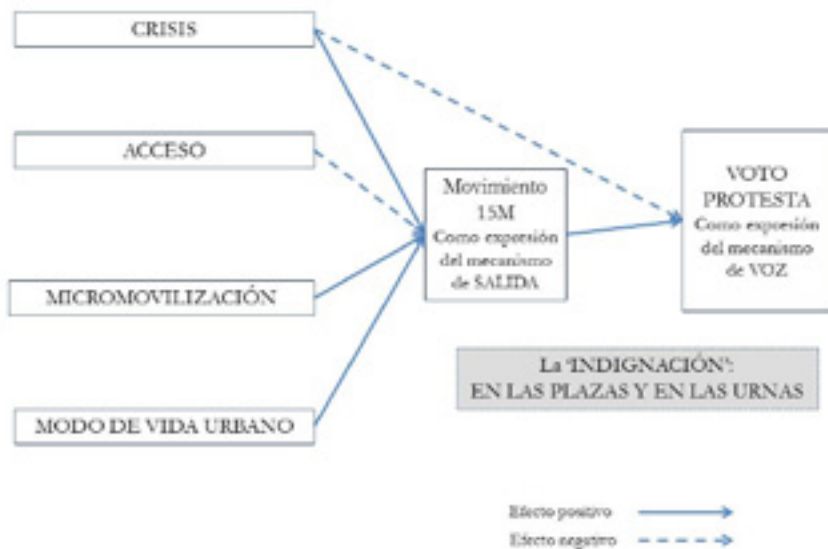 CRISIS
ACCESO
MICROMOVILIZACIÓN
MODO DE VIDA URBANO
Movimiento
15M
Como expresión
del mecanismo
de SALIDA
VOTO
PROTESTA
Como expresión
del mecanismo
de VOZ
La 'INDIGNACIÓN':
EN LAS PLAZAS Y EN LAS URNAS
Efecto positivo
Efecto negativo